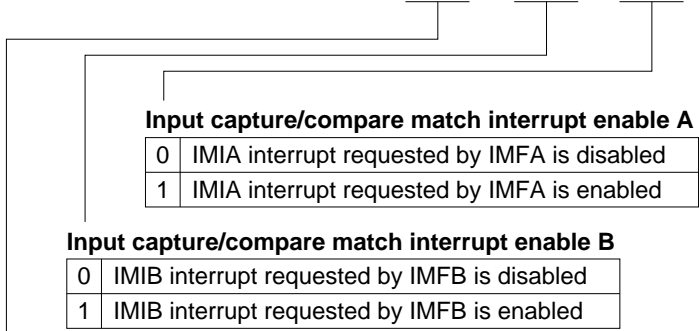 Input capture/compare match interrupt enable A
0 IMIA interrupt requested by IMFA is disabled
1 IMIA interrupt requested by IMFA is enabled
Input capture/compare match interrupt enable B
0 IMIB interrupt requested by IMFB is disabled
1 IMIB interrupt requested by IMFB is enabled